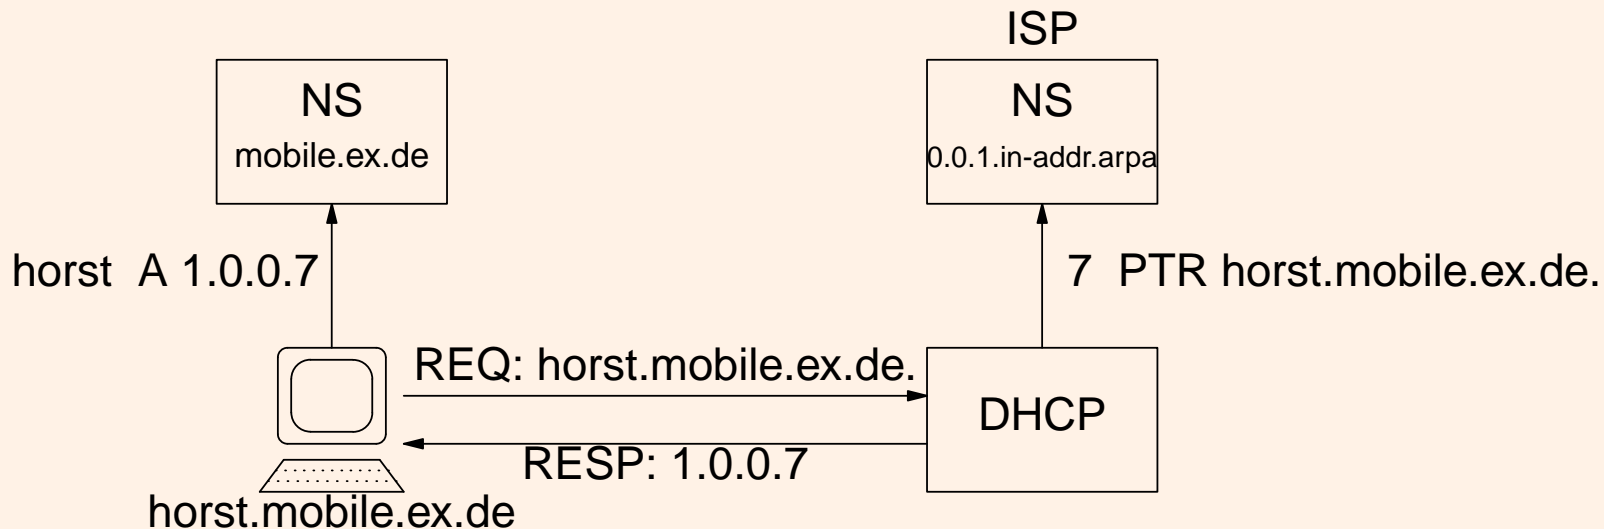 ISP
NS
mobile.ex.de
NS
0.0.1.in-addr.arpa
horst A 1.0.0.7
7 PTR horst.mobile.ex.de.
REQ: horst.mobile.ex.de.
DHCP
RESP: 1.0.0.7
horst.mobile.ex.de